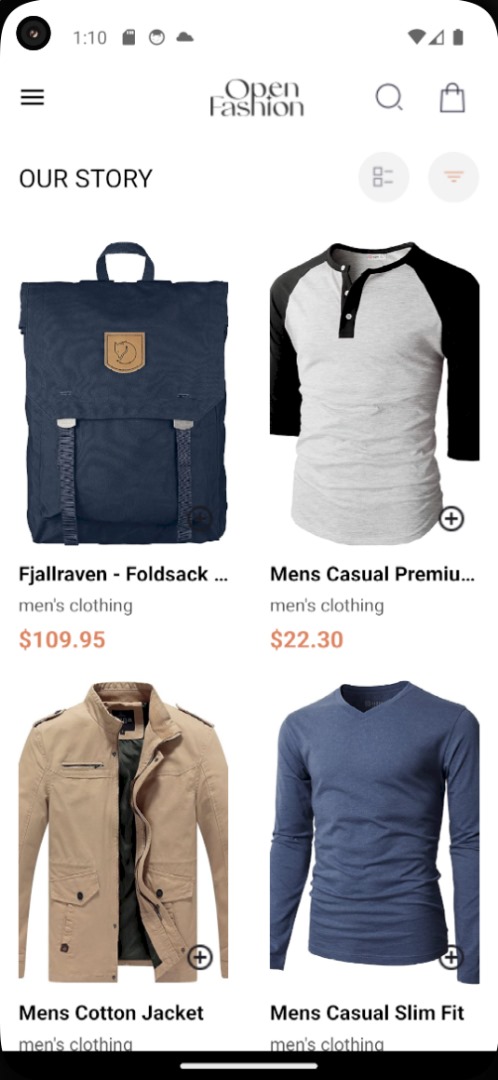 1:10
Open
Fashion
OUR STORY
Fjallraven - Foldsack ...
Mens Casual Premiu...
men's clothing
men's clothing
$109.95
$22.30
Mens Cotton Jacket
Mens Casual Slim Fit
men's clothing
men's clothing